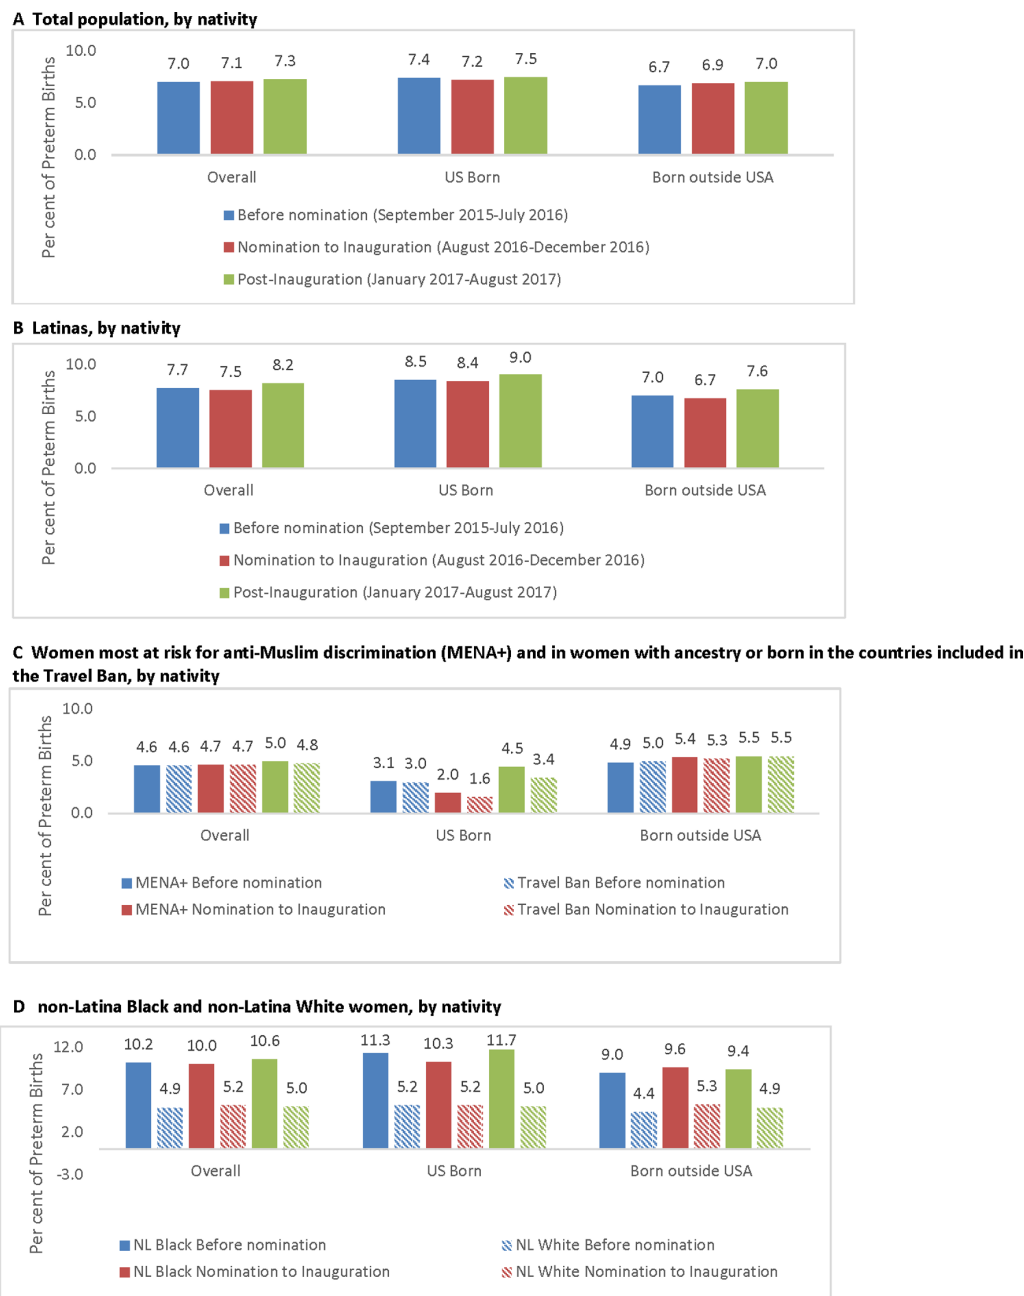 A  Total population, by nativity
Per cent of Preterm Births
10.0
5.0
0.0
7.0 7.1 7.3 7.4 7.2 7.5 6.7 6.9 7.0
Overall US Born Born outside USA
Before nomination (September 2015-July 2016)
Nomination to Inauguration (August 2016-December 2016)
Post-Inauguration (January 2017-August 2017)
B  Latinas, by nativity
Per cent of Peterm Births
10.0
5.0
0.0
7.7 7.5 8.2 8.5 8.4 9.0 7.0 6.7 7.6
Overall US Born Born outside USA
Before nomination (September 2015-July 2016)
Nomination to Inauguration (August 2016-December 2016)
Post-Inauguration (January 2017-August 2017)
C  Women most at risk for anti-Muslim discrimination (MENA+) and in women with ancestry or born in the countries included in
the Travel Ban, by nativity
Per cent of Preterm Births
10.0
5.0
0.0
4.6 4.6 4.7 4.7 5.0 4.8 3.1 3.0 2.0 1.6 4.5 3.4 4.9 5.0 5.4 5.3 5.5 5.5
Overall US Born Born outside USA
MENA+ Before nomination Travel Ban Before nomination
MENA+ Nomination to Inauguration Travel Ban Nomination to Inauguration
D  non-Latina Black and non-Latina White women, by nativity
Per cent of Preterm Births
12.0
7.0
2.0
-3.0
10.2 4.9 10.0 5.2 10.6 5.0 11.3 5.2 10.3 5.2 11.7 5.0 9.0 4.4 9.6 5.3 9.4 4.9
Overall US Born Born outside USA
NL Black Before nomination NL White Before nomination
NL Black Nomination to Inauguration NL White Nomination to Inauguration